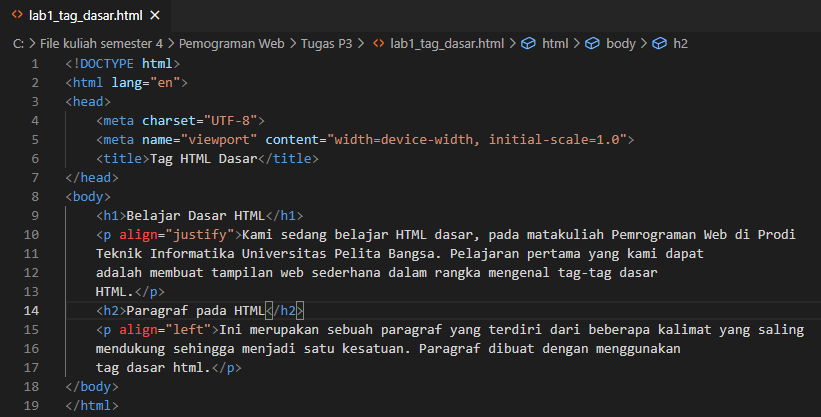 lab1_tag_dasar.html
C: > File kuliah semester 4 > Pemograman Web > Tugas P3 > lab1_tag_dasar.html > html > body > h2
1 <!DOCTYPE html>
2 <html lang="en">
3 <head>
4 <meta charset="UTF-8">
5 <meta name="viewport" content="width=device-width, initial-scale=1.0">
6 <title>Tag HTML Dasar</title>
7 </head>
8 <body>
9 <h1>Belajar Dasar HTML</h1>
10 <p align="justify">Kami sedang belajar HTML dasar, pada matakuliah Pemrograman Web di Prodi
11 Teknik Informatika Universitas Pelita Bangsa. Pelajaran pertama yang kami dapat
12 adalah membuat tampilan web sederhana dalam rangka mengenal tag-tag dasar
13 HTML.</p>
14 <h2>Paragraf pada HTML</h2>
15 <p align="left">Ini merupakan sebuah paragraf yang terdiri dari beberapa kalimat yang saling
16 mendukung sehingga menjadi satu kesatuan. Paragraf dibuat dengan menggunakan
17 tag dasar html.</p>
18 </body>
19 </html>